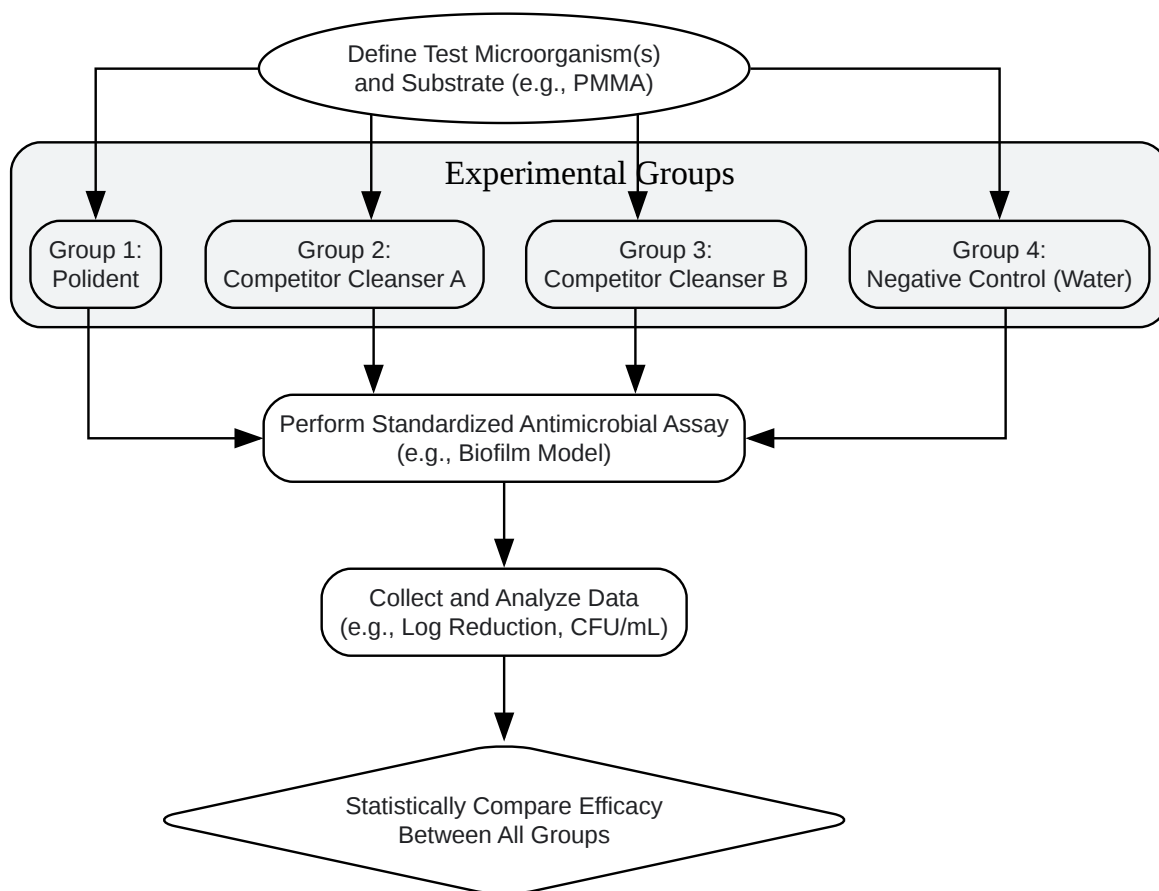 Define Test Microorganism(s)
and Substrate (e.g., PMMA)
Experimental Groups
Group 1:
Polident
Group 2:
Competitor Cleanser A
Group 3:
Competitor Cleanser B
Group 4:
Negative Control (Water)
Perform Standardized Antimicrobial Assay
(e.g., Biofilm Model)
Collect and Analyze Data
(e.g., Log Reduction, CFU/mL)
Statistically Compare Efficacy
Between All Groups